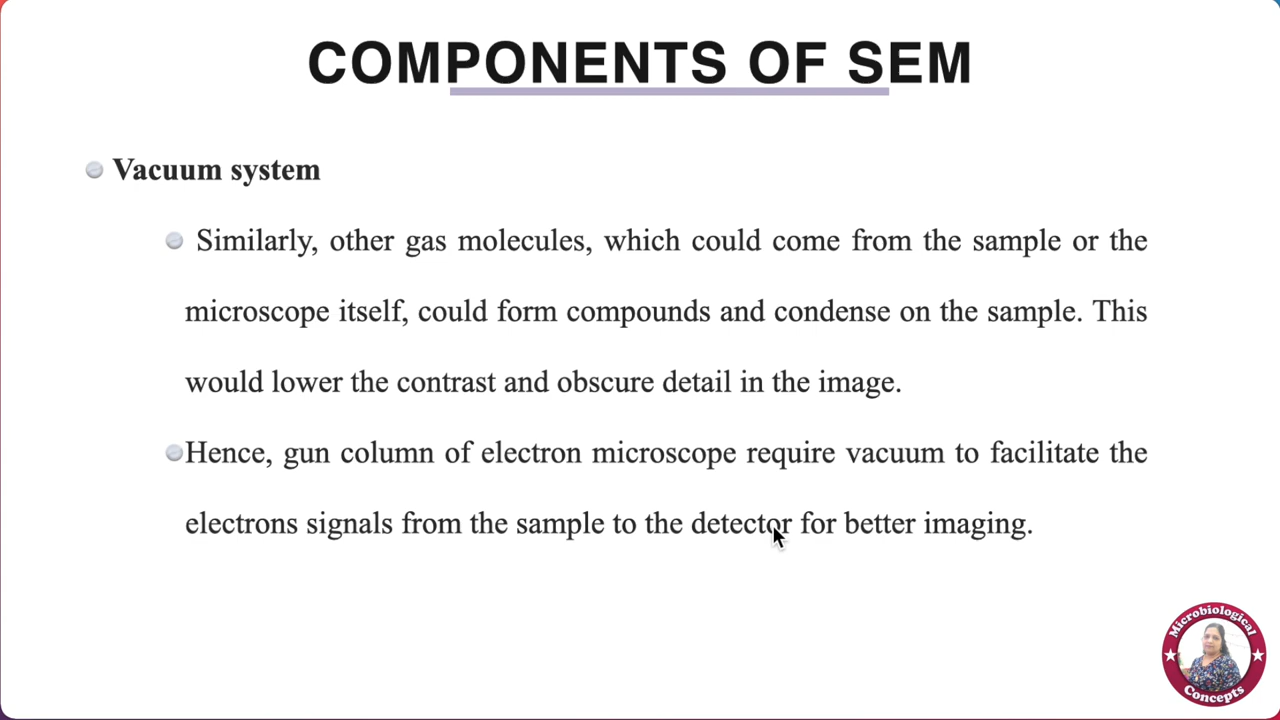 COMPONENTS OF SEM
Vacuum system
Similarly, other gas molecules, which could come from the sample or the
microscope itself, could form compounds and condense on the sample. This
would lower the contrast and obscure detail in the image.
Hence, gun column of electron microscope require vacuum to facilitate the
electrons signals from the sample to the detector for better imaging.
Microbiological
Concepts